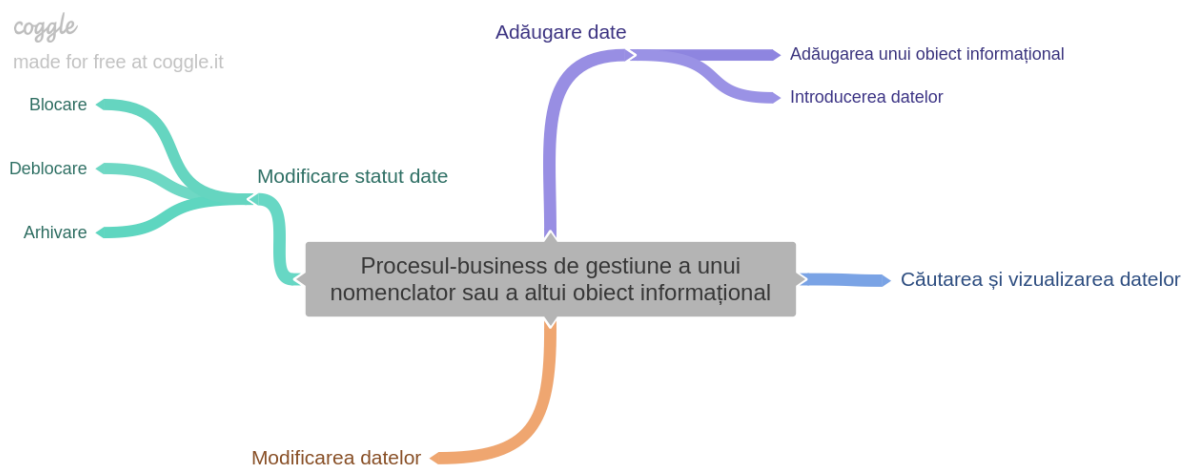 coggle
made for free at coggle.it
Adăugare date
Adăugarea unui obiect informațional
Introducerea datelor
Blocare
Deblocare
Arhivare
Modificare statut date
Procesul-business de gestiune a unui
nomenclator sau a altui obiect informațional
Căutarea și vizualizarea datelor
Modificarea datelor